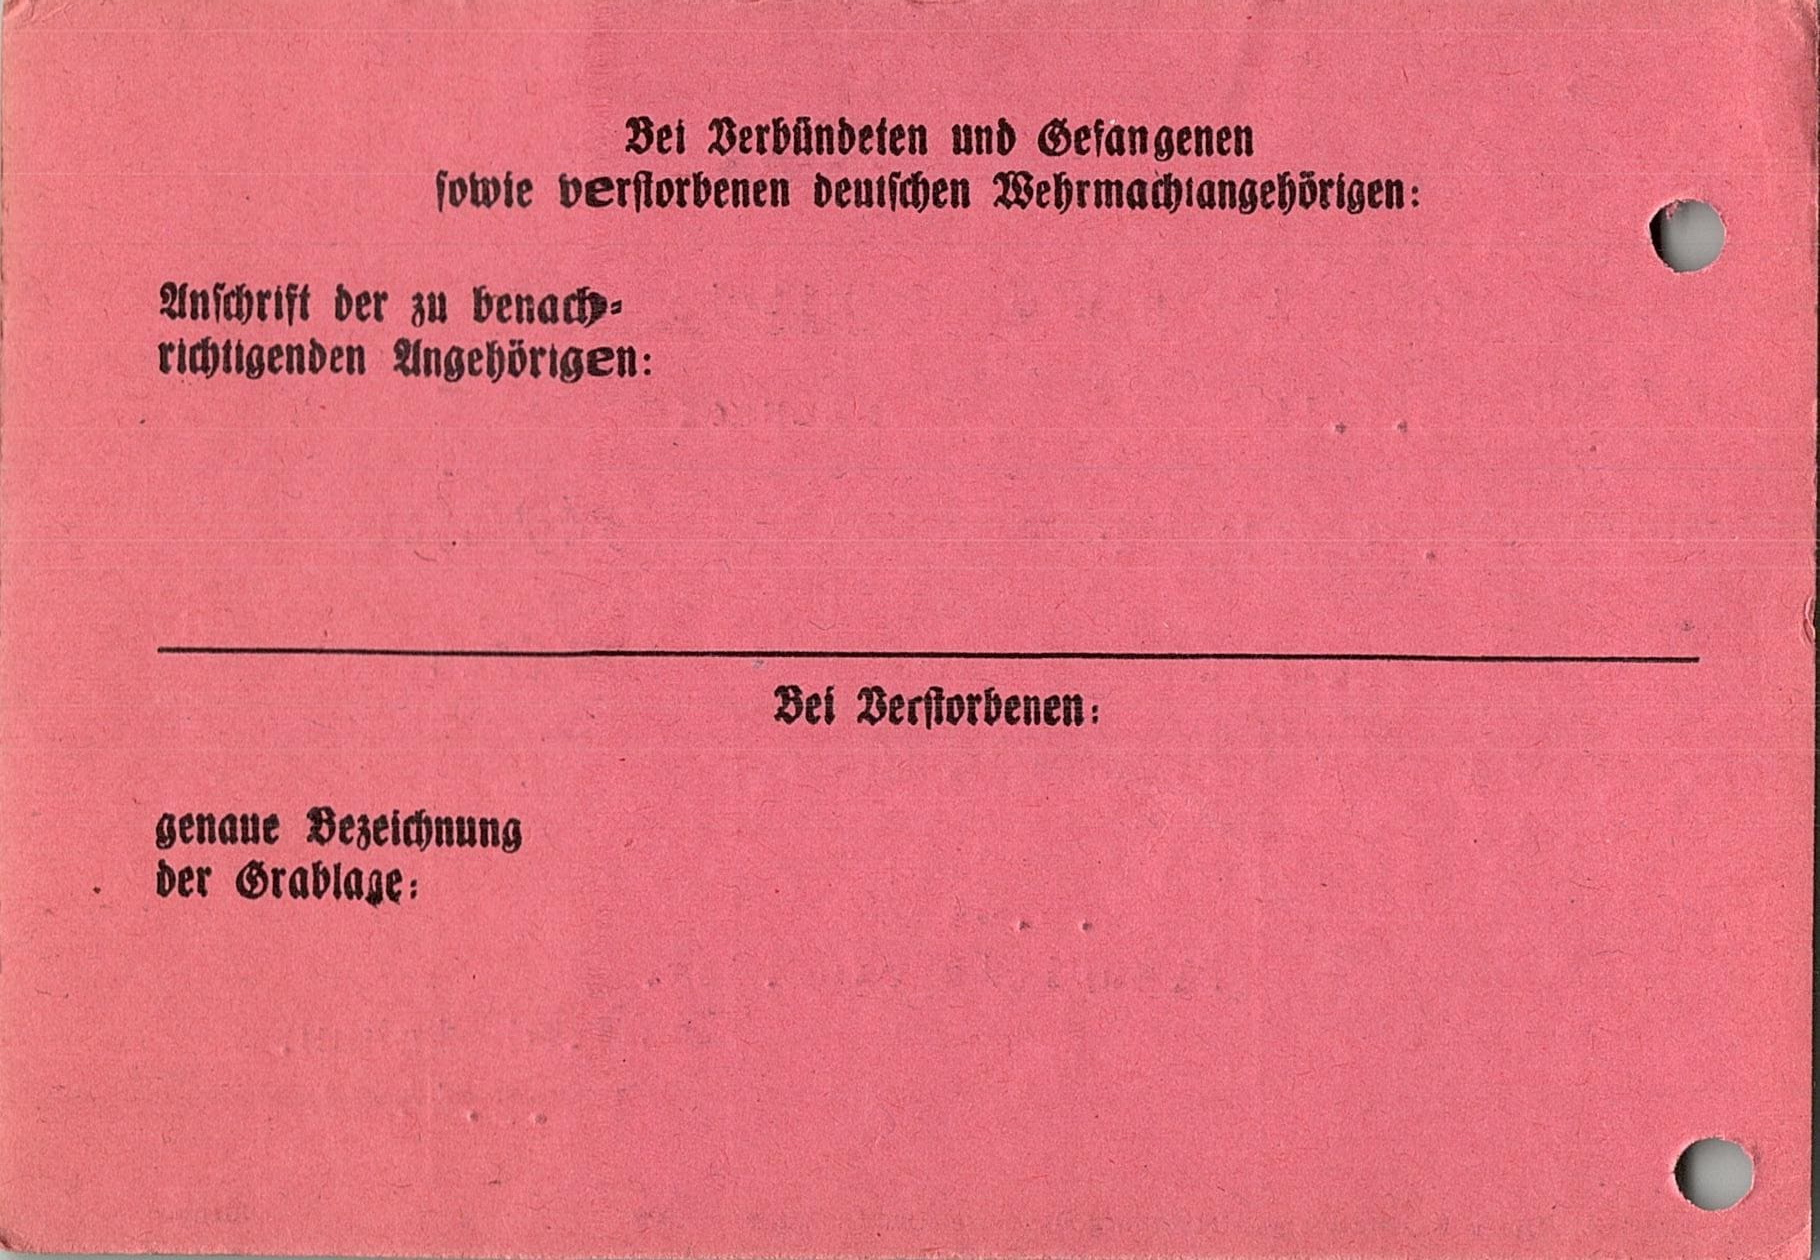 Bei Verbündeten und Gefangenen
sowie verstorbenen deutschen Wehrmachtangehörigen:
Anschrift der zu benach-
richtigenden Angehörigen:
Bei Verstorbenen:
genaue Bezeichnung
der Grablage: